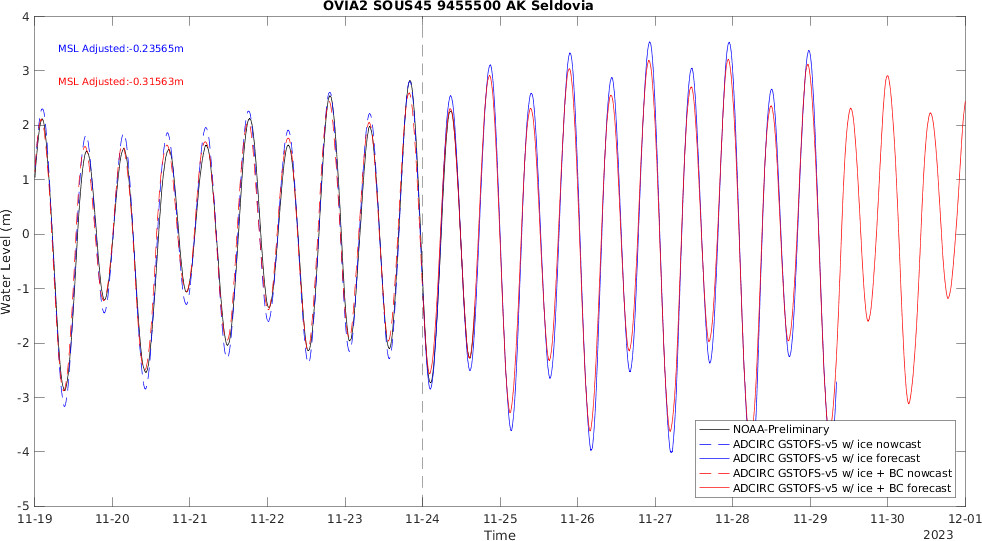 OVIA2 SOUS45 9455500 AK Seldovia
MSL Adjusted:-0.23565m
MSL Adjusted:-0.31563m
Water Level (m)
4
3
2
1
0
-1
-2
-3
-4
-5
NOAA-Preliminary
ADCIRC GSTOFS-v5 w/ ice nowcast
ADCIRC GSTOFS-v5 w/ ice forecast
ADCIRC GSTOFS-v5 w/ ice + BC nowcast
ADCIRC GSTOFS-v5 w/ ice + BC forecast
11-19 11-20 11-21 11-22 11-23 11-24 11-25 11-26 11-27 11-28 11-29 11-30 12-01
Time
2023